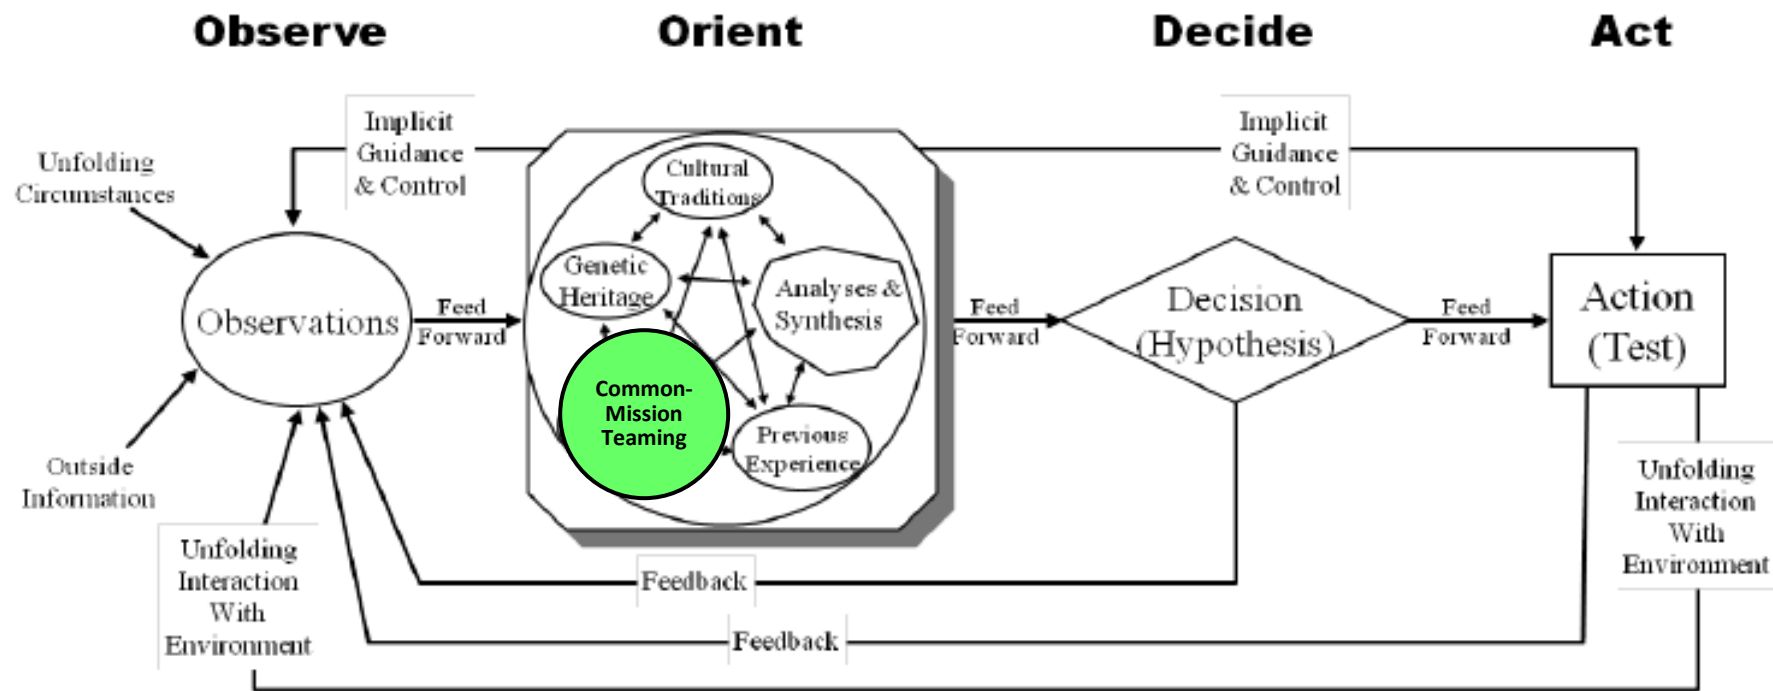 Observe
Orient
Decide
Act
Implicit
Guidance
& Control
Implicit
Guidance
& Control
Unfolding
Circumstances
Cultural
Traditions
Genetic
Heritage
Analyses &
Synthesis
Observations
Feed
Forward
Feed
Forward
Decision
(Hypothesis)
Feed
Forward
Action
(Test)
Common-
Mission
Teaming
Previous
Experience
Outside
Information
Unfolding
Interaction
With
Environment
Unfolding
Interaction
With
Environment
Feedback
Feedback